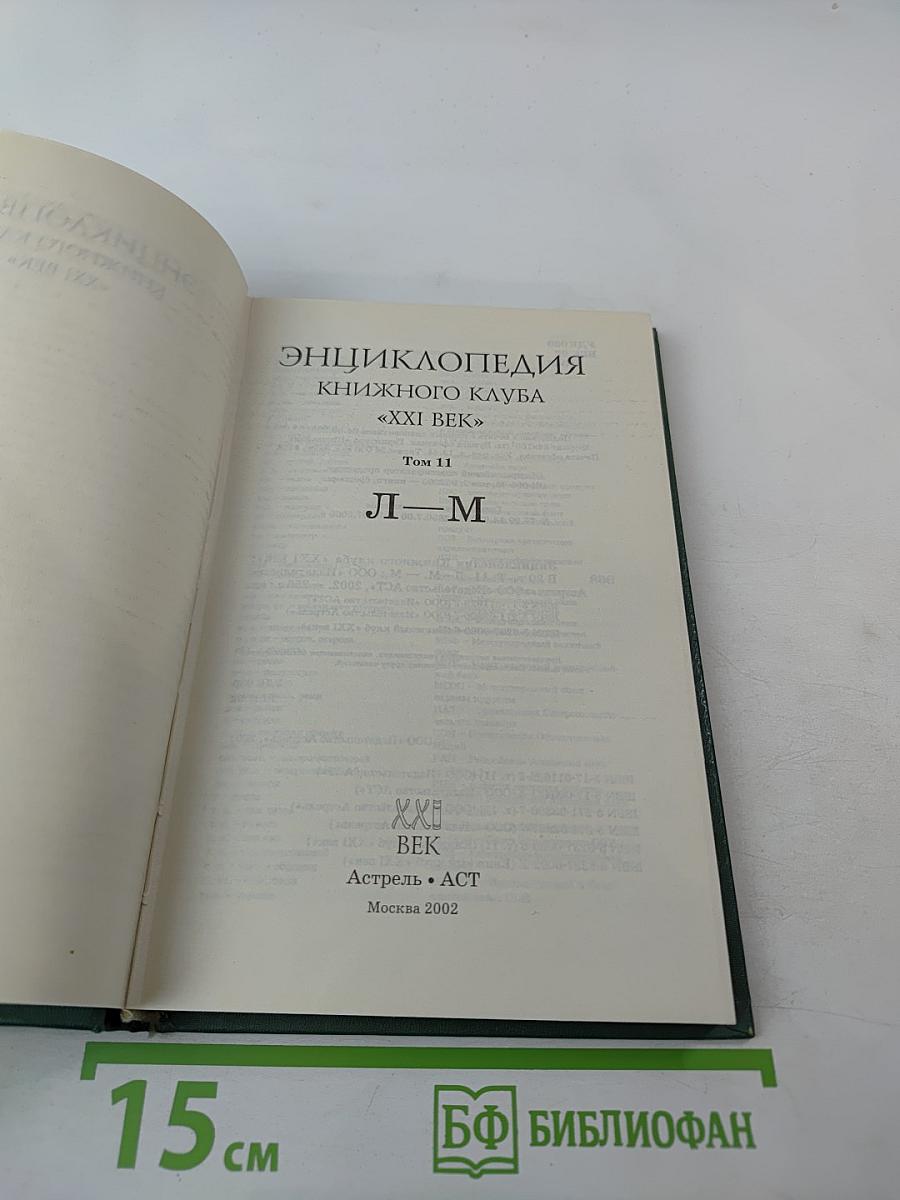 ЭНЦИКЛОПЕДИЯ
КНИЖНОГО КЛУБА
«XXI ВЕК»
Том 11
Л—М
XXI
ВЕК
Астрель • АСТ
Москва 2002
15 см
БФ БИБЛИОФАН